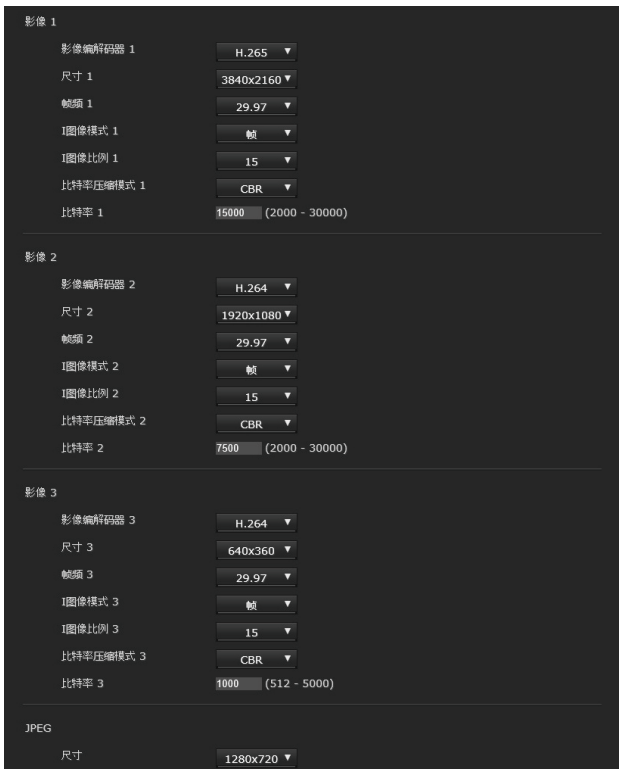 影像 1
影像编解码器 1 H.265
尺寸 1 3840x2160
帧频 1 29.97
I图像模式 1 帧
I图像比例 1 15
比特率压缩模式 1 CBR
比特率 1 15000 (2000 - 30000)
影像 2
影像编解码器 2 H.264
尺寸 2 1920x1080
帧频 2 29.97
I图像模式 2 帧
I图像比例 2 15
比特率压缩模式 2 CBR
比特率 2 7500 (2000 - 30000)
影像 3
影像编解码器 3 H.264
尺寸 3 640x360
帧频 3 29.97
I图像模式 3 帧
I图像比例 3 15
比特率压缩模式 3 CBR
比特率 3 1000 (512 - 5000)
JPEG
尺寸 1280x720